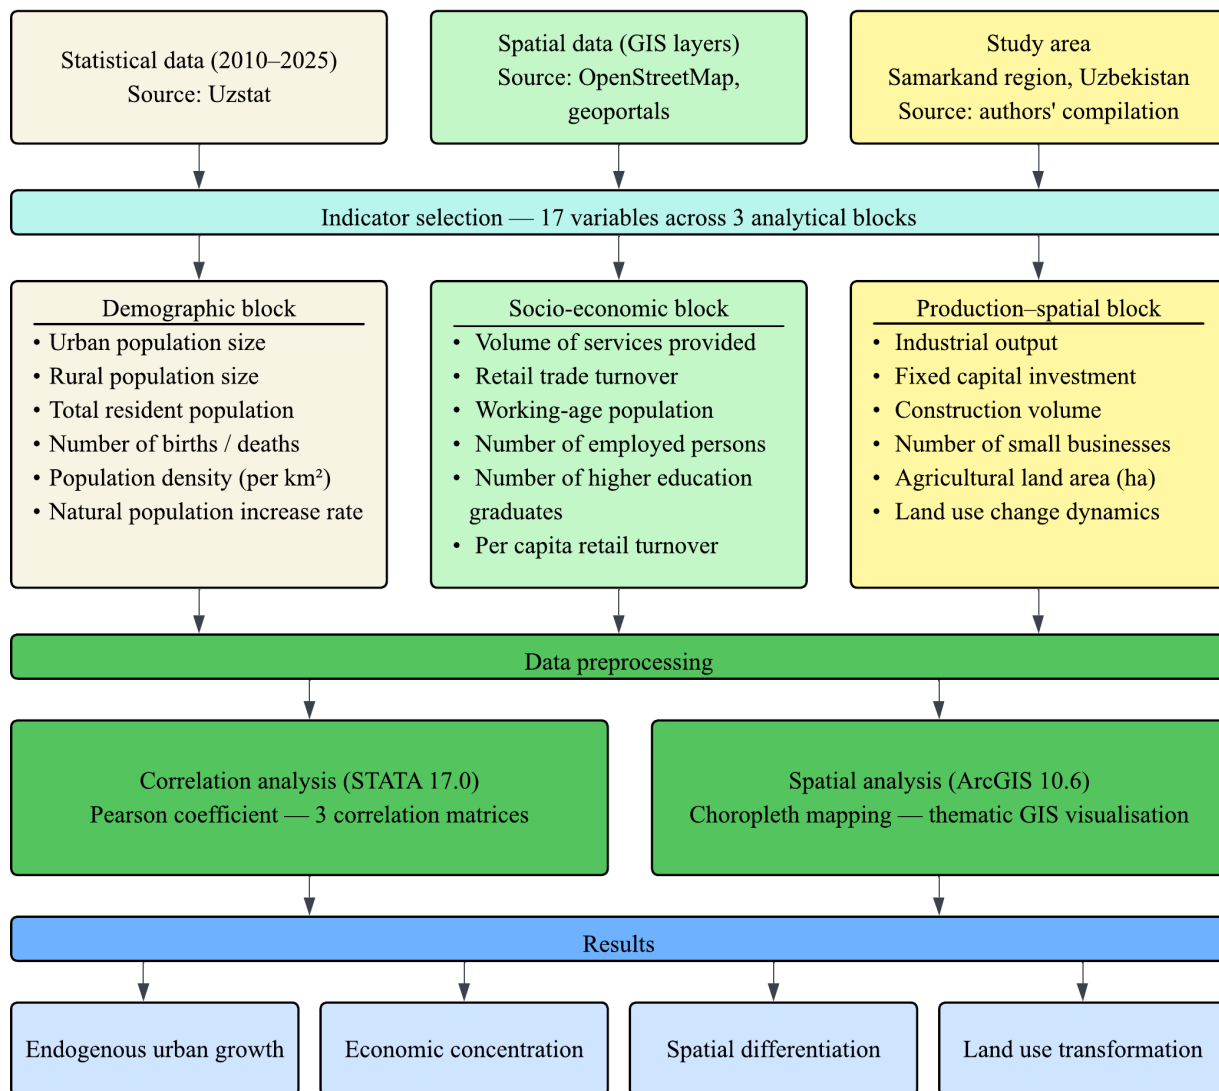 Statistical data (2010–2025)
Source: Uzstat
Spatial data (GIS layers)
Source: OpenStreetMap,
geoportals
Study area
Samarkand region, Uzbekistan
Source: authors' compilation
Indicator selection — 17 variables across 3 analytical blocks
Demographic block
• Urban population size
• Rural population size
• Total resident population
• Number of births / deaths
• Population density (per km²)
• Natural population increase rate
Socio-economic block
• Volume of services provided
• Retail trade turnover
• Working-age population
• Number of employed persons
• Number of higher education
graduates
• Per capita retail turnover
Production–spatial block
• Industrial output
• Fixed capital investment
• Construction volume
• Number of small businesses
• Agricultural land area (ha)
• Land use change dynamics
Data preprocessing
Correlation analysis (STATA 17.0)
Pearson coefficient — 3 correlation matrices
Spatial analysis (ArcGIS 10.6)
Choropleth mapping — thematic GIS visualisation
Results
Endogenous urban growth
Economic concentration
Spatial differentiation
Land use transformation